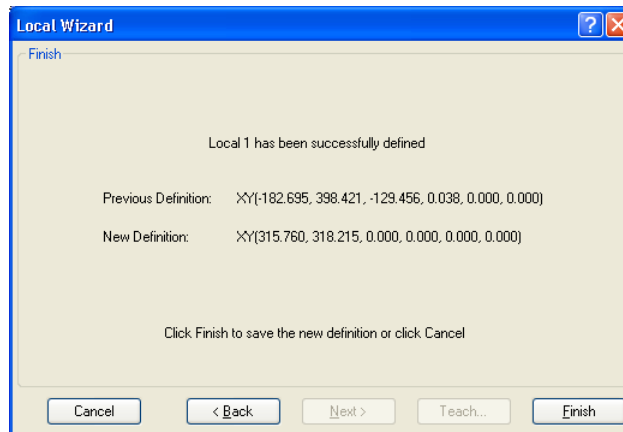 Local Wizard
Finish
Local 1 has been successfully defined
Previous Definition: XY(-182.695, 398.421, -129.456, 0.038, 0.000, 0.000)
New Definition: XY(315.760, 318.215, 0.000, 0.000, 0.000, 0.000)
Click Finish to save the new definition or click Cancel
Cancel < Back Next > Teach... Finish